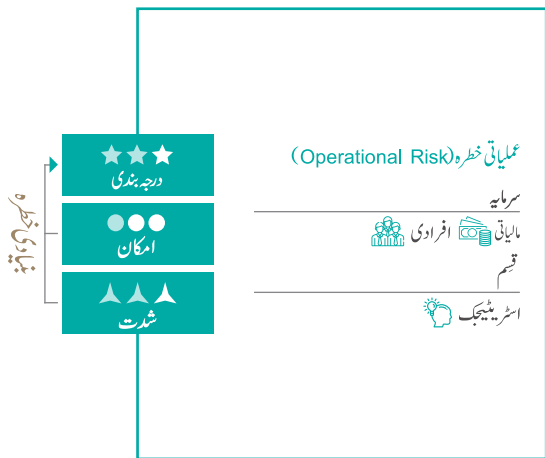 عملیاتی خطرہ (Operational Risk)
سرمایہ
مالیاتی افرادی
قسم
اسٹریٹیجک
درجہ بندی
امکان
شدت
بنیادی خطرہ